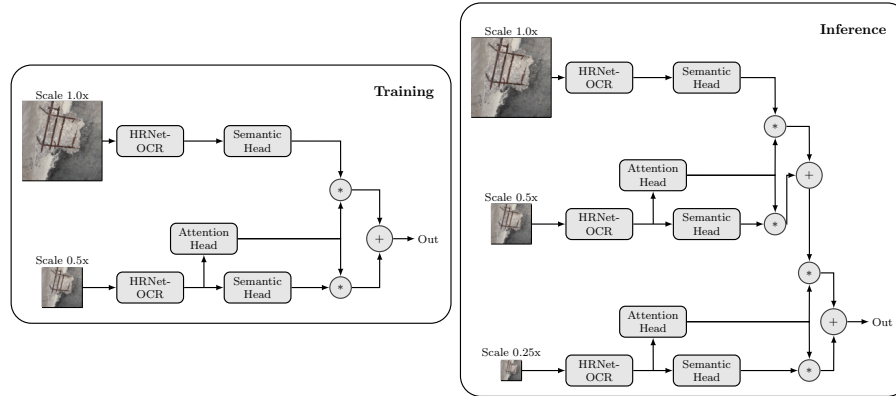 Training
Scale 1.0x
HRNet-
OCR
Semantic
Head
*
Attention
Head
+
Out
Scale 0.5x
HRNet-
OCR
Semantic
Head
*
Inference
Scale 1.0x
HRNet-
OCR
Semantic
Head
*
Attention
Head
+
Scale 0.5x
HRNet-
OCR
Semantic
Head
*
*
Attention
Head
+
Out
Scale 0.25x
HRNet-
OCR
Semantic
Head
*